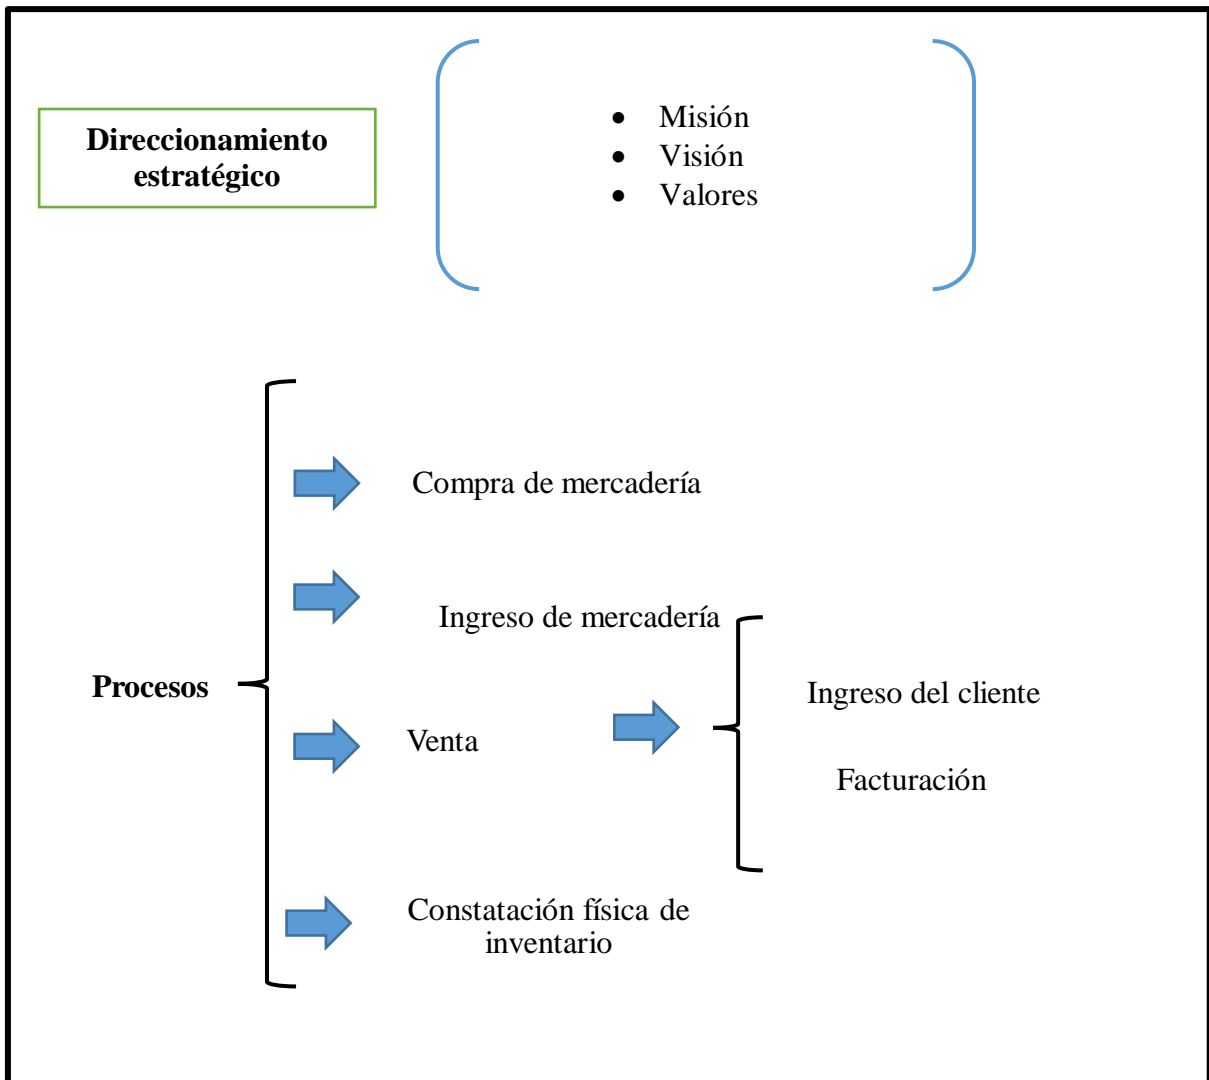 Direccionamiento
estratégico
• Misión
• Visión
• Valores
Procesos
Compra de mercadería
Ingreso de mercadería
Venta
Ingreso del cliente
Facturación
Constatación física de
inventario